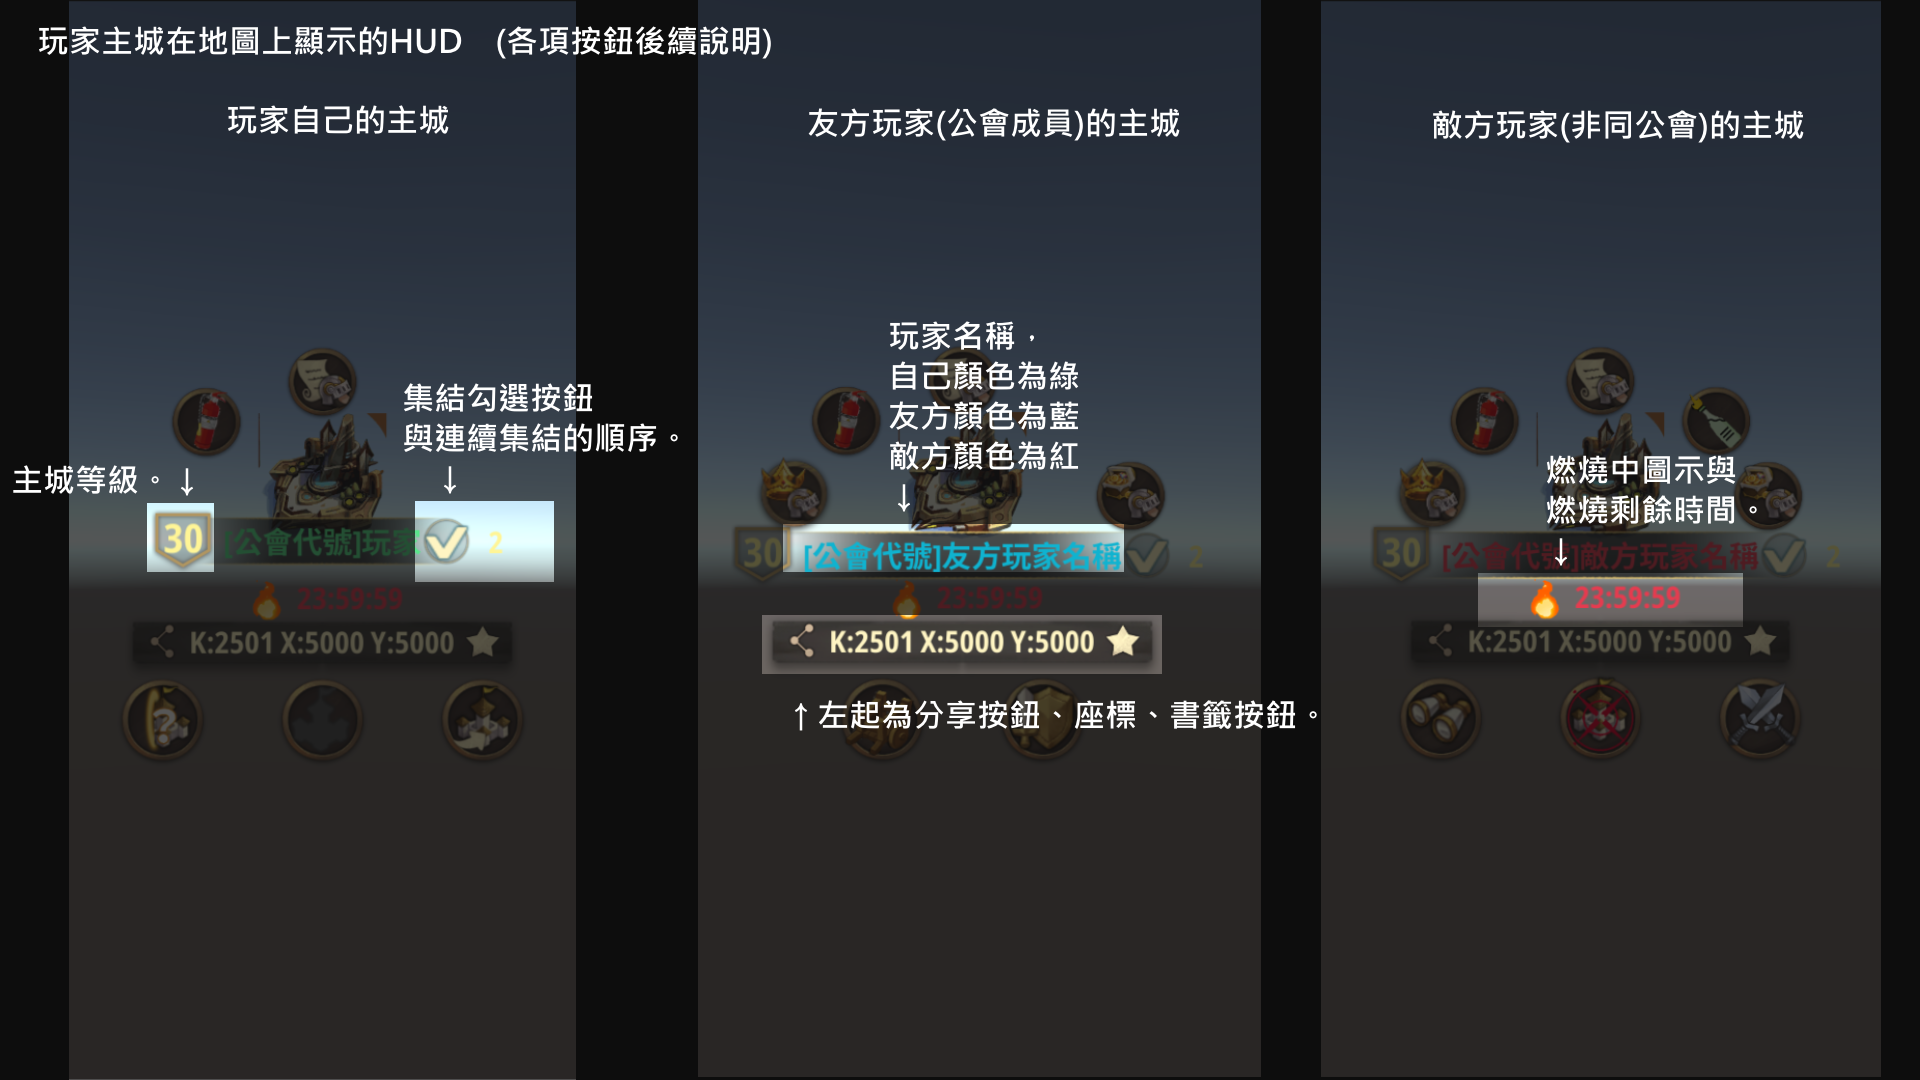 玩家主城在地圖上顯示的HUD (各項按鈕後續說明)
玩家自己的主城
集結勾選按鈕
與連續集結的順序。
↓
主城等級。↓
30
[公會代號]玩家
2
23:59:59
K:2501 X:5000 Y:5000
友方玩家(公會成員)的主城
玩家名稱，
自己顏色為綠
友方顏色為藍
敵方顏色為紅
↓
30
[公會代號]友方玩家名稱
2
23:59:59
K:2501 X:5000 Y:5000
↑左起為分享按鈕、座標、書籤按鈕。
敵方玩家(非同公會)的主城
燃燒中圖示與
燃燒剩餘時間。
↓
30
[公會代號]敵方玩家名稱
2
23:59:59
K:2501 X:5000 Y:5000